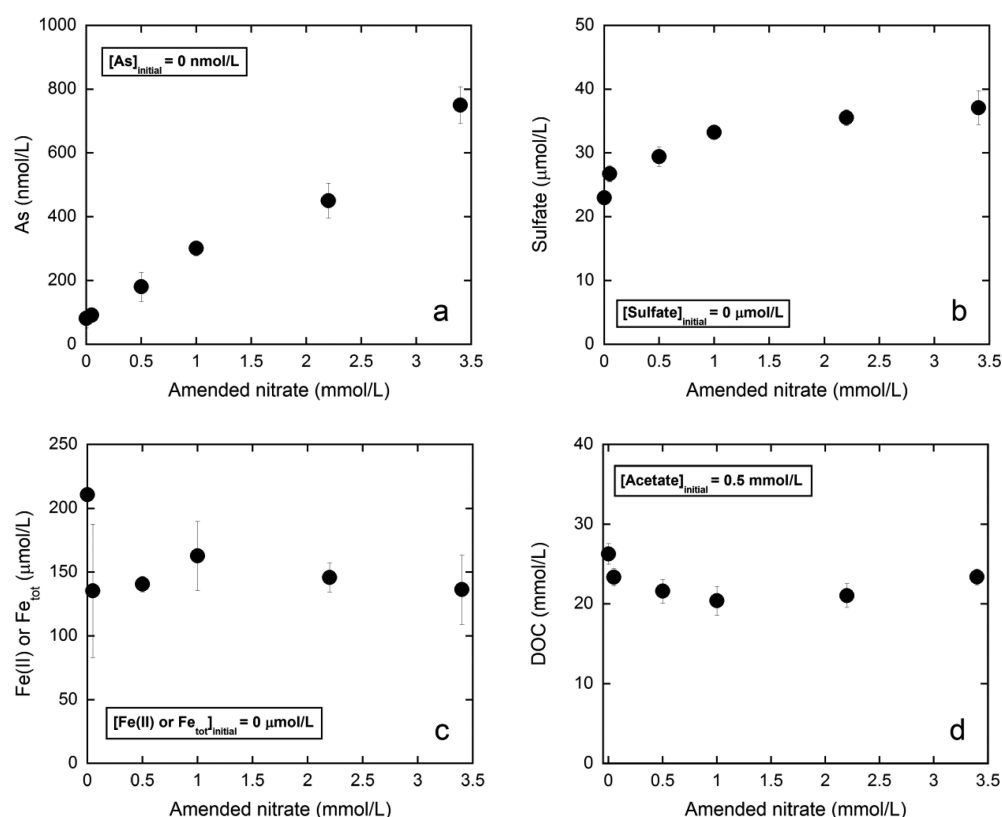 1000
800
600
400
200
0
As (nmol/L)
[As]initial = 0 nmol/L
a
0 0.5 1 1.5 2 2.5 3 3.5
Amended nitrate (mmol/L)
50
40
30
20
10
0
Sulfate (μmol/L)
[Sulfate]initial = 0 μmol/L
b
0 0.5 1 1.5 2 2.5 3 3.5
Amended nitrate (mmol/L)
250
200
150
100
50
0
Fe(II) or Fetot (μmol/L)
[Fe(II) or Fetot]initial = 0 μmol/L
c
0 0.5 1 1.5 2 2.5 3 3.5
Amended nitrate (mmol/L)
40
30
20
10
0
DOC (mmol/L)
[Acetate]initial = 0.5 mmol/L
d
0 0.5 1 1.5 2 2.5 3 3.5
Amended nitrate (mmol/L)